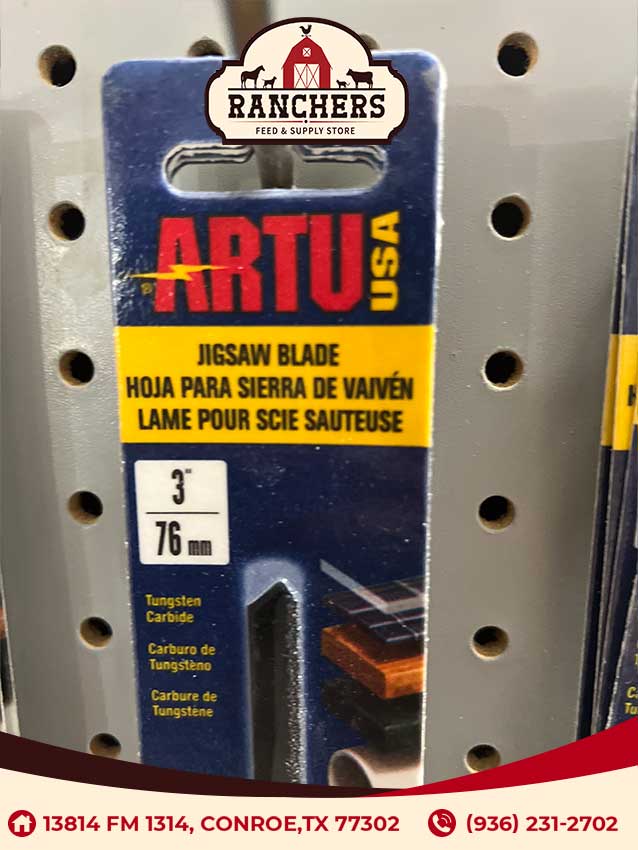 RANCHERS
FEED & SUPPLY STORE
ARTU USA
®
JIGSAW BLADE
HOJA PARA SIERRA DE VAIVÉN
LAME POUR SCIE SAUTEUSE
3"
76 mm
Tungsten
Carbide
Carburo de
Tungsteno
Carbure de
Tungstene
13814 FM 1314, CONROE,TX 77302
(936) 231-2702